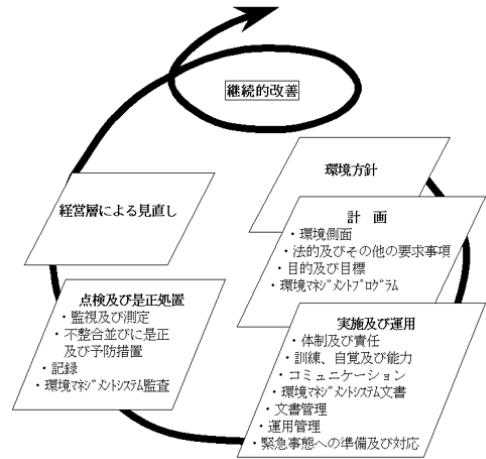 継続的改善
環境方針
計　画
・環境側面
・法的及びその他の要求事項
・目的及び目標
・環境ﾏﾈｼﾞﾒﾝﾄﾌﾟﾛｸﾞﾗﾑ
実施及び運用
・体制及び責任
・訓練、自覚及び能力
・コミュニケーション
・環境ﾏﾈｼﾞﾒﾝﾄｼｽﾃﾑ文書
・文書管理
・運用管理
・緊急事態への準備及び対応
点検及び是正処置
・監視及び測定
・不整合並びに是正
及び予防措置
・記録
・環境ﾏﾈｼﾞﾒﾝﾄｼｽﾃﾑ監査
経営層による見直し